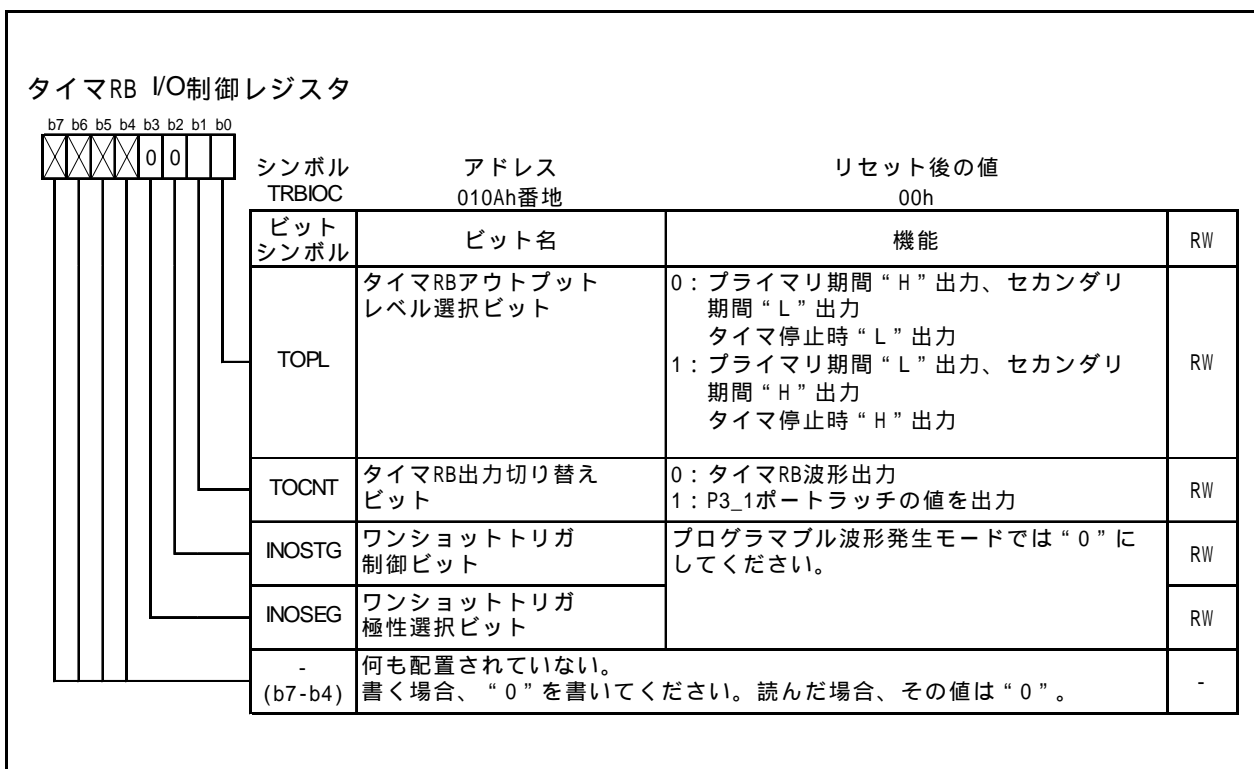 タイマRB I/O制御レジスタ
b7 b6 b5 b4 b3 b2 b1 b0
0 0
シンボル アドレス リセット後の値
TRBIOC 010Ah番地 00h
ビット
シンボル
ビット名
機能
RW
TOPL
タイマRBアウトプット
レベル選択ビット
0:プライマリ期間“H”出力、セカンダリ
期間“L”出力
タイマ停止時“L”出力
1:プライマリ期間“L”出力、セカンダリ
期間“H”出力
タイマ停止時“H”出力
RW
TOCNT
タイマRB出力切り替え
ビット
0:タイマRB波形出力
1:P3_1ポートラッチの値を出力
RW
INOSTG
ワンショットトリガ
制御ビット
プログラマブル波形発生モードでは“0”に
してください。
RW
INOSEG
ワンショットトリガ
極性選択ビット
RW
-
(b7-b4)
何も配置されていない。
書く場合、“0”を書いてください。読んだ場合、その値は“0”。
-